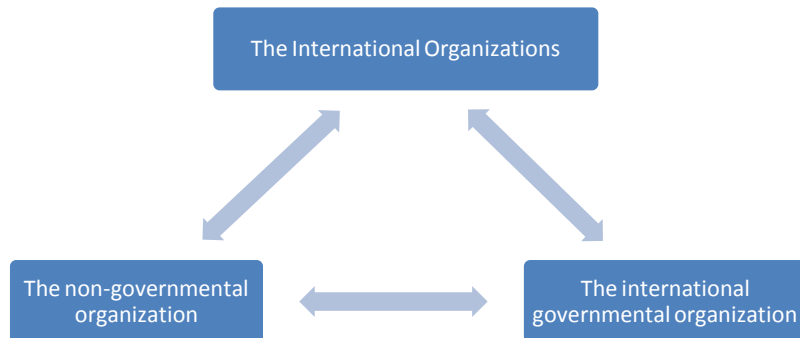 The International Organizations
The non-governmental
organization
The international
governmental organization